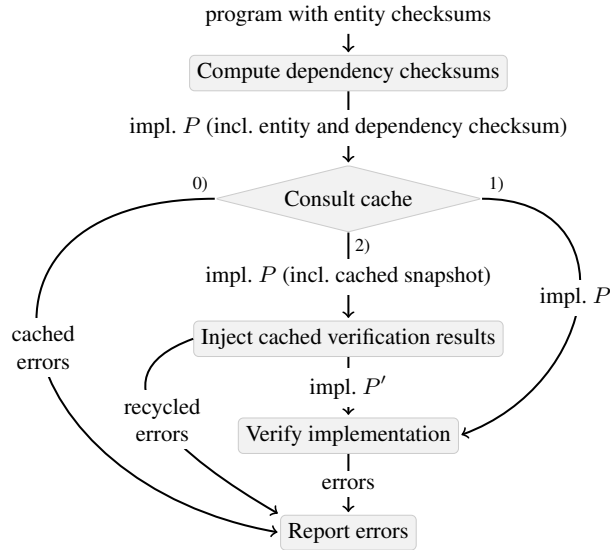 program with entity checksums
Compute dependency checksums
impl. P (incl. entity and dependency checksum)
0)
1)
Consult cache
2)
impl. P (incl. cached snapshot)
impl. P
cached
errors
Inject cached verification results
impl. P′
recycled
errors
Verify implementation
errors
Report errors